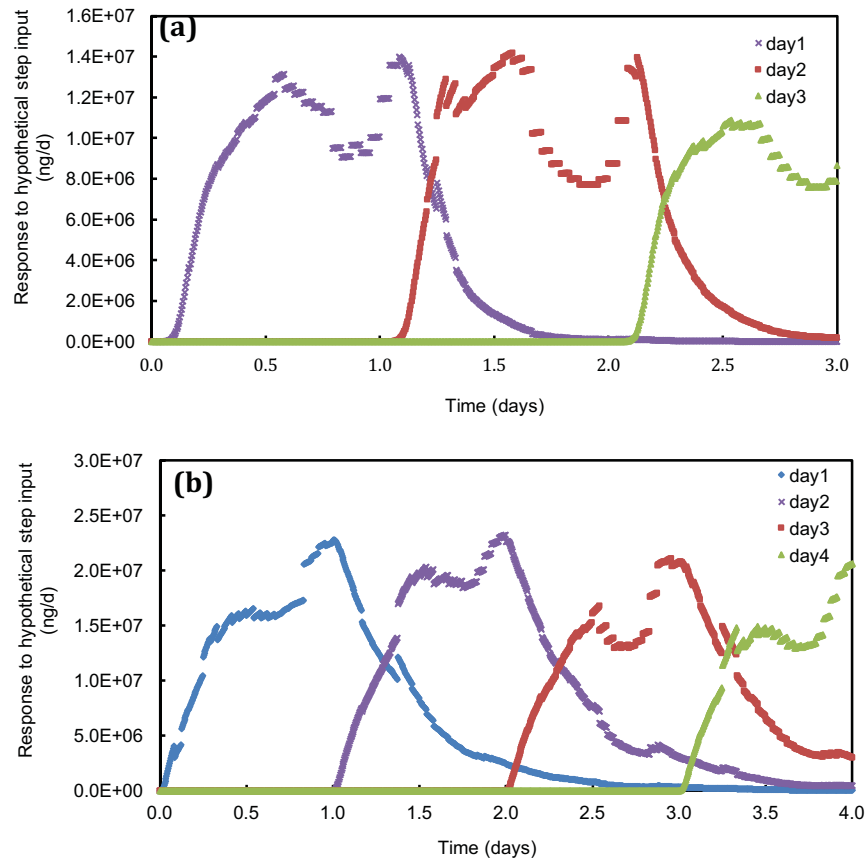 (a)
1.6E+07
1.4E+07
1.2E+07
1.0E+07
8.0E+06
6.0E+06
4.0E+06
2.0E+06
0.0E+00
Response to hypothetical step input
(ng/d)
day1
day2
day3
0.0 0.5 1.0 1.5 2.0 2.5 3.0
Time (days)
(b)
3.0E+07
2.5E+07
2.0E+07
1.5E+07
1.0E+07
5.0E+06
0.0E+00
Response to hypothetical step input
(ng/d)
day1
day2
day3
day4
0.0 0.5 1.0 1.5 2.0 2.5 3.0 3.5 4.0
Time (days)